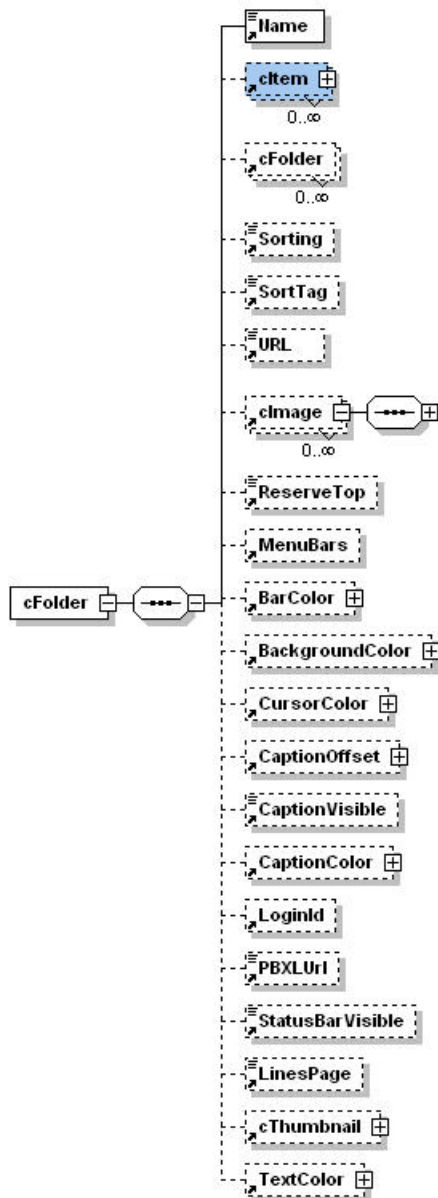 Name
cItem
0..∞
cFolder
0..∞
Sorting
SortTag
URL
cImage
0..∞
ReserveTop
MenuBars
cFolder
BarColor
BackgroundColor
CursorColor
CaptionOffset
CaptionVisible
CaptionColor
LoginId
PBXLUrl
StatusBarVisible
LinesPage
cThumbnail
TextColor